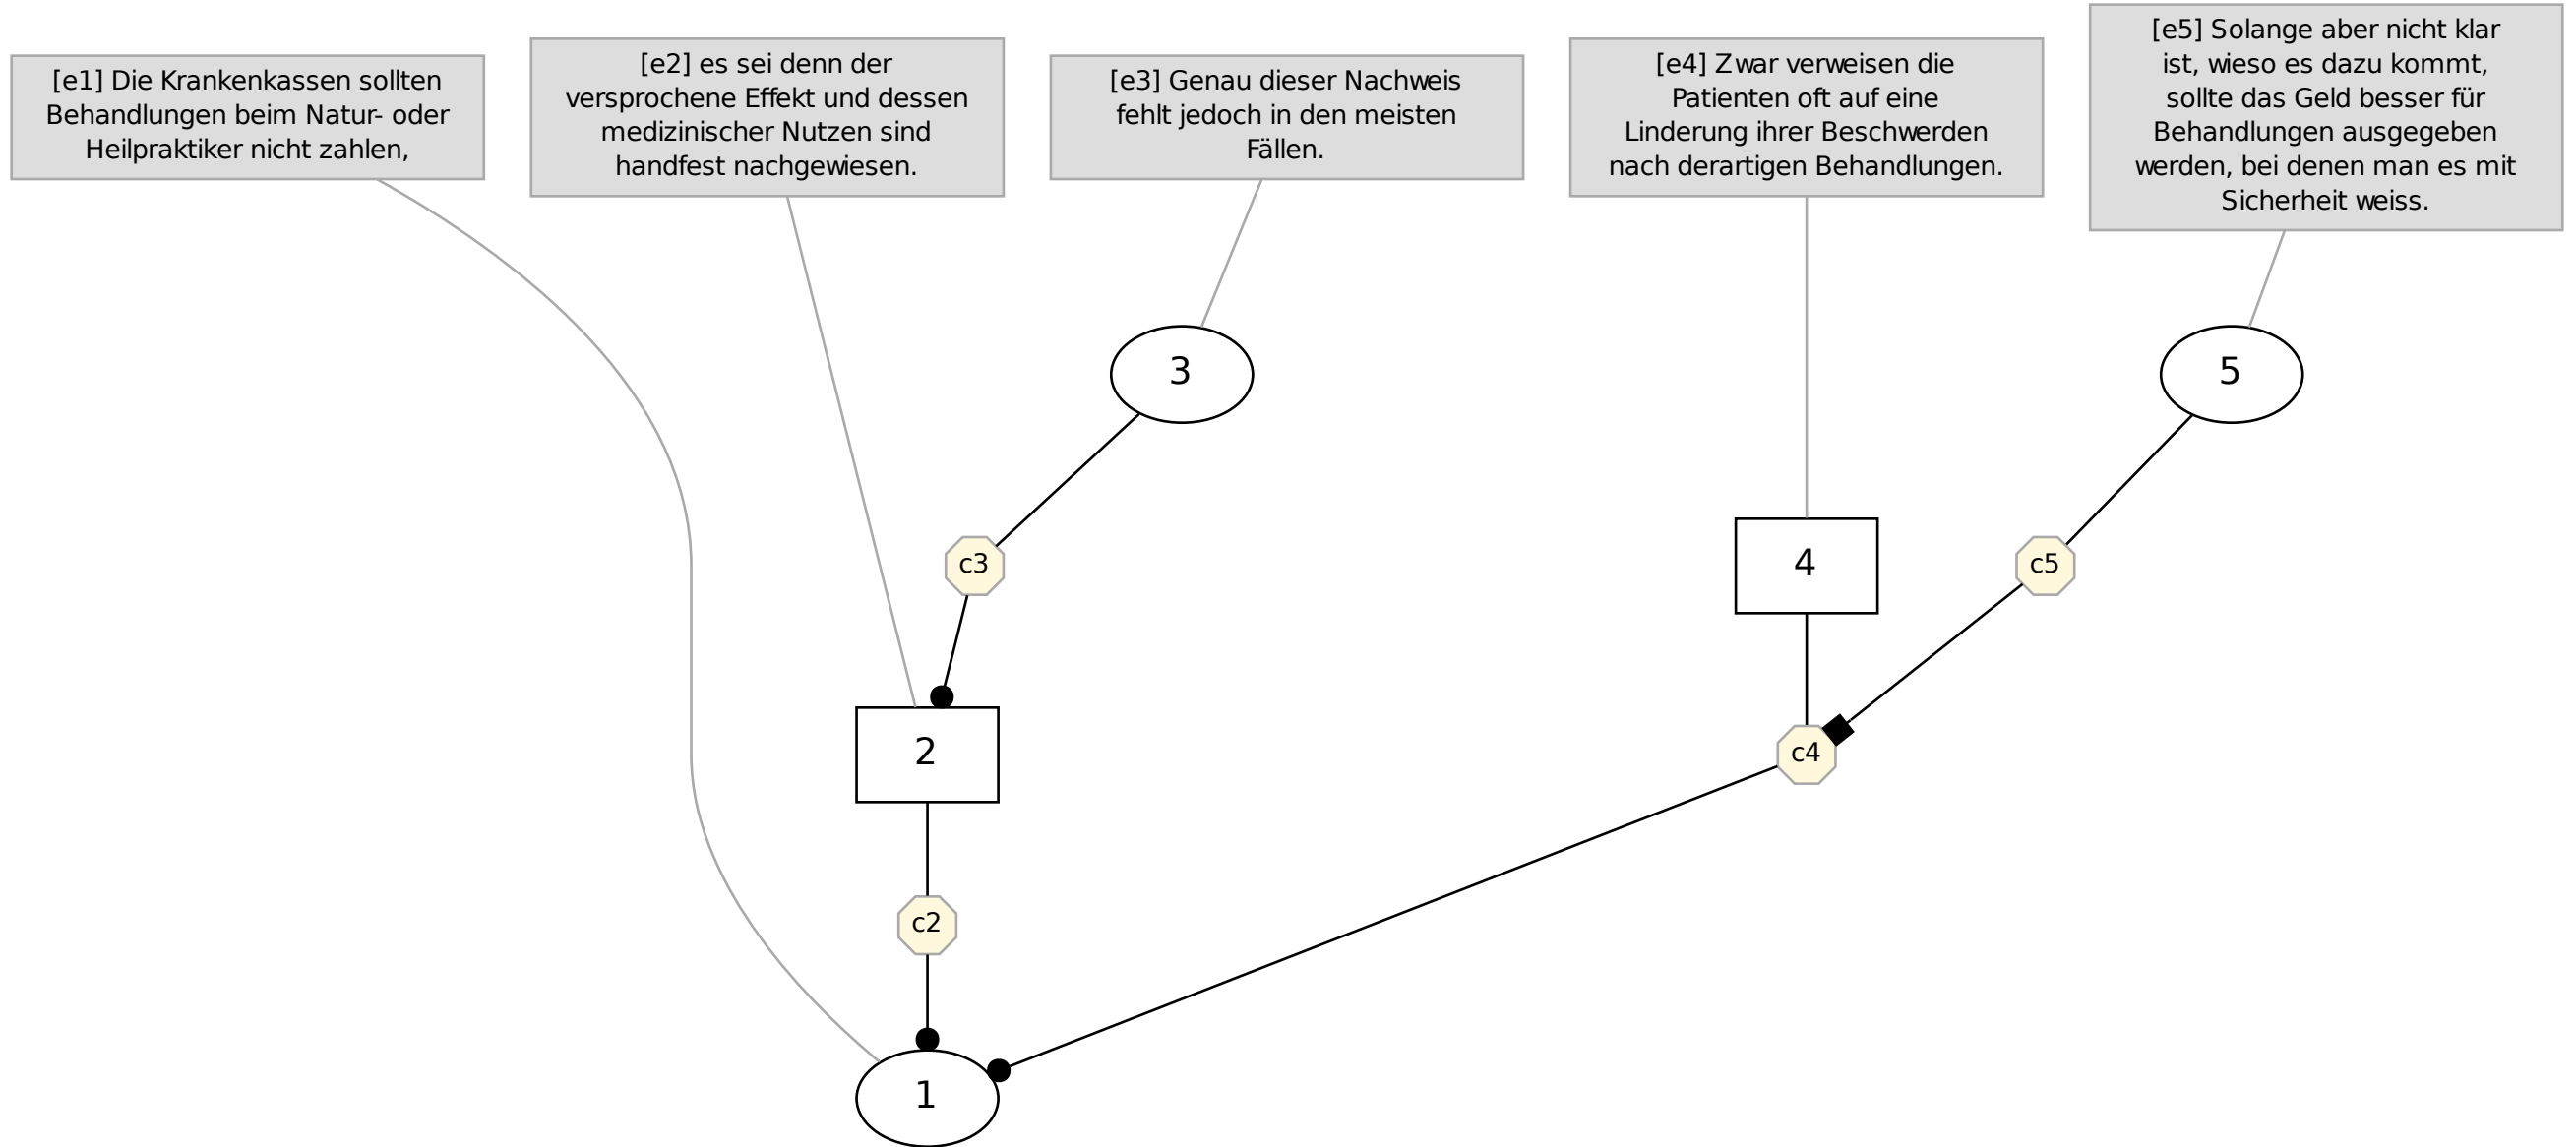 [e1] Die Krankenkassen sollten
Behandlungen beim Natur- oder
Heilpraktiker nicht zahlen,
[e2] es sei denn der
versprochene Effekt und dessen
medizinischer Nutzen sind
handfest nachgewiesen.
[e3] Genau dieser Nachweis
fehlt jedoch in den meisten
Fällen.
[e4] Zwar verweisen die
Patienten oft auf eine
Linderung ihrer Beschwerden
nach derartigen Behandlungen.
[e5] Solange aber nicht klar
ist, wieso es dazu kommt,
sollte das Geld besser für
Behandlungen ausgegeben
werden, bei denen man es mit
Sicherheit weiss.
3
5
c3
4
c5
2
c4
c2
1